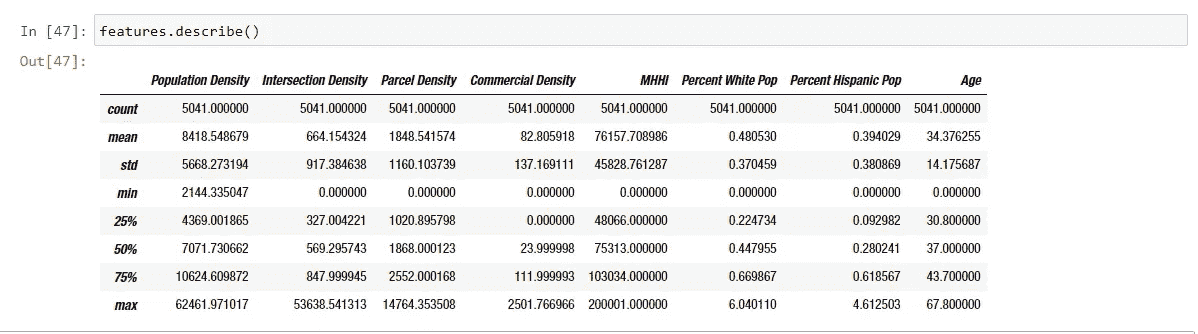 In [47]: features.describe()
Out[47]:
Population Density Intersection Density Parcel Density Commercial Density MHHI Percent White Pop Percent Hispanic Pop Age
count 5041.000000 5041.000000 5041.000000 5041.000000 5041.000000 5041.000000 5041.000000 5041.000000
mean 8418.548679 664.154324 1848.541574 82.805918 76157.708986 0.480530 0.394029 34.376255
std 5668.273194 917.384638 1160.103739 137.169111 45828.761287 0.370459 0.380869 14.175687
min 2144.335047 0.000000 0.000000 0.000000 0.000000 0.000000 0.000000 0.000000
25% 4369.001865 327.004221 1020.895798 0.000000 48066.000000 0.224734 0.092982 30.800000
50% 7071.730662 569.295743 1868.000123 23.999998 75313.000000 0.447955 0.280241 37.000000
75% 10624.609872 847.999945 2552.000168 111.999993 103034.000000 0.669867 0.618567 43.700000
max 62461.971017 53638.541313 14764.353508 2501.766966 200001.000000 6.040110 4.612503 67.800000